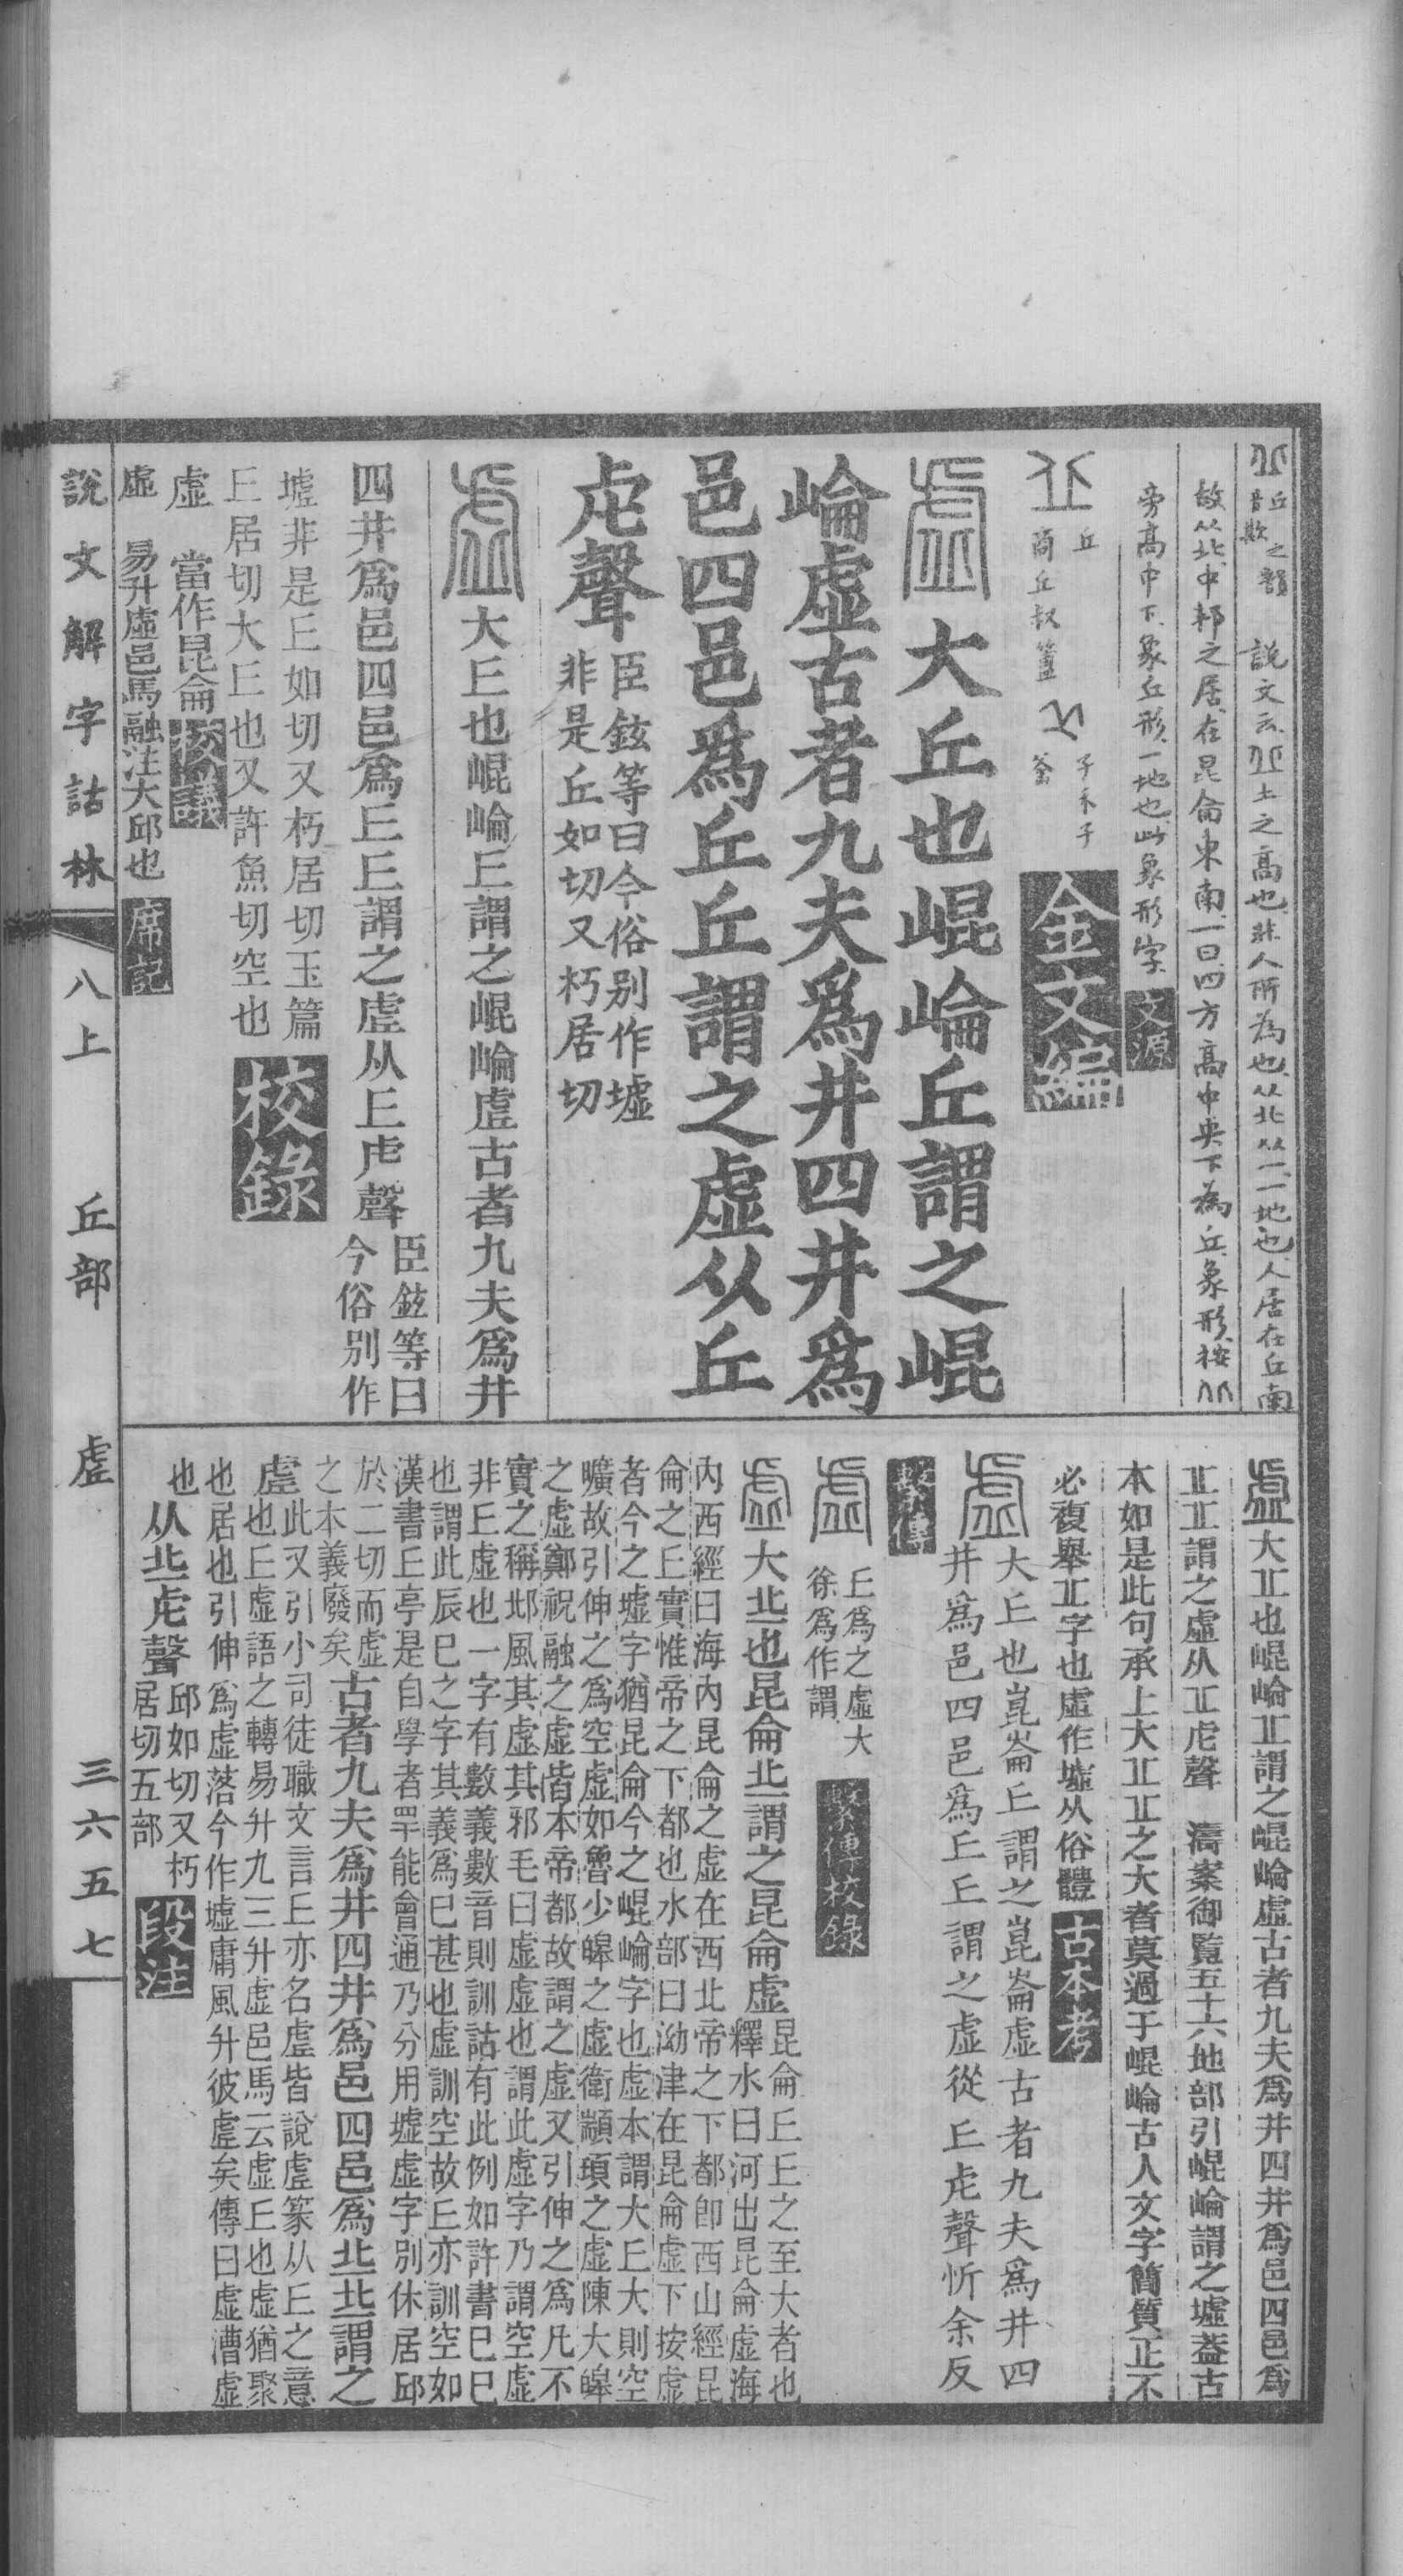 丘之韻
音欺
說文云丘土之高也非人所為也从北从一一地也人居在丘南
故从北中邦之居在昆侖東南一曰四方高中央下為丘象形按
旁高中下象丘形一地也此象形字文源
丘
商丘叔簠
子禾子
釜
金文編
虛大丘也崐崘丘謂之崐
崘虛古者九夫爲井四井爲
邑四邑爲丘丘謂之虛从丘
虍聲
臣鉉等曰今俗别作墟
非是丘如切又朽居切
虛大丘也崐崘丘謂之崐崘虛古者九夫爲井
四井爲邑四邑爲丘丘謂之虛从丘虍聲
臣鉉等曰
今俗别作
墟非是丘如切又朽居切玉篇
丘居切大丘也又許魚切空也校錄
虛當作昆侖校議
虛易升虛邑馬融注大邱也席記
虛大丘也崐崘丘謂之崐崘虛古者九夫爲井四井爲邑四邑爲
丘丘謂之虛从丘虍聲濤案御覽五十六地部引崐崘謂之墟葢古
本如是此句承上大丘丘之大者莫過于崐崘古人文字簡質正不
必複舉丘字也虛作墟从俗體古本考
虛大丘也崑崙丘謂之崑崙虛古者九夫爲井四
井爲邑四邑爲丘丘謂之虛從丘虍聲忻余反
繫傳
虛
丘爲之虛大
徐爲作謂
繫傳校錄
虛大丘也昆侖丘謂之昆侖虛
昆侖丘丘之至大者也
釋水曰河出昆侖虛海
內西經曰海內昆侖之虛在西北帝之下都卽西山經昆
侖之丘實惟帝之下都也水部曰泑津在昆侖虛下按虛
者今之墟字猶昆侖今之崐崘字也虛本謂大丘大則空
曠故引伸之爲空虛如魯少皞之虛衛顓頊之虛陳大皞
之虛鄭祝融之虛皆本帝都故謂之虛又引伸之爲凡不
實之稱邶風其虛其邪毛曰虛虛也謂此虛字乃謂空虛
非丘虛也一字有數義數音則訓詁有此例如許書巳巳
也謂此辰巳之字其義爲巳甚也虛訓空故丘亦訓空如
漢書丘亭是自學者罕能會通乃分用墟虛字別休居邱
於二切而虛
之本義廢矣
古者九夫爲井四井爲邑四邑爲丘丘謂之
虛
此又引小司徒職文言丘亦名虛皆說虛篆从丘之意
也丘虛語之轉易升九三升虛邑馬云虛丘也虛猶聚
也居也引伸爲虛落今作墟庸風升彼虛矣傳曰虛漕虛
也
从丘虍聲
邱如切又朽
居切五部
段注
說文解字詁林
八上
丘部
虛
三六五七